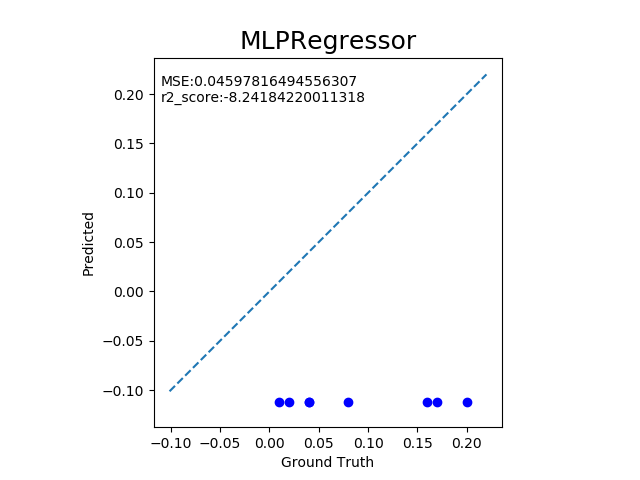 MLPRegressor
MSE:0.04597816494556307
r2_score:-8.24184220011318
0.20
0.15
0.10
0.05
0.00
−0.05
−0.10
Predicted
−0.10 −0.05 0.00 0.05 0.10 0.15 0.20
Ground Truth